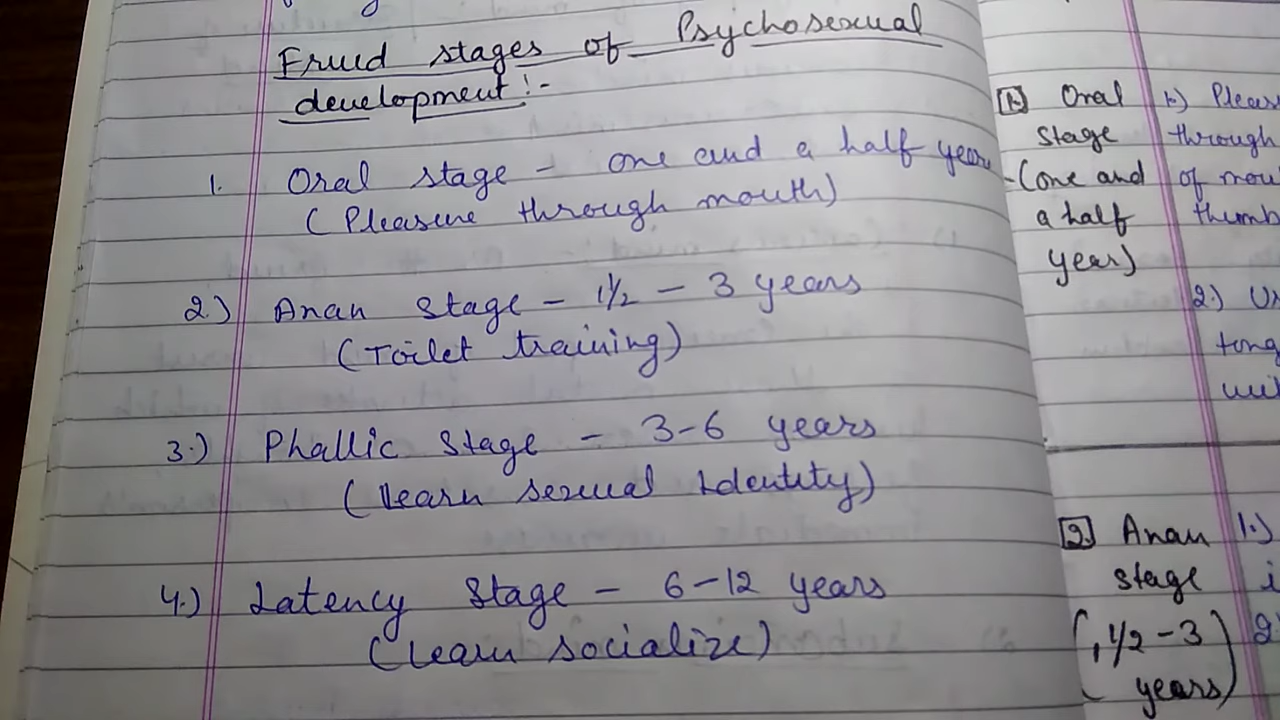 Frued stages of Psychosexual
development :-
1. Oral stage - one and a half years
(Pleasure through mouth)
2.) Anan Stage - 1½ - 3 years
(Toilet training)
3.) Phallic Stage - 3-6 years
(Learn sexual Identity)
4.) Latency Stage - 6-12 years
(learn socialize)
1. Oral
stage
- (one and
a half
year)
1.) Pleas
through
of mou
thumb
2.)
tong
2. Anan
stage
(1½ - 3
years)
1.)
i
2